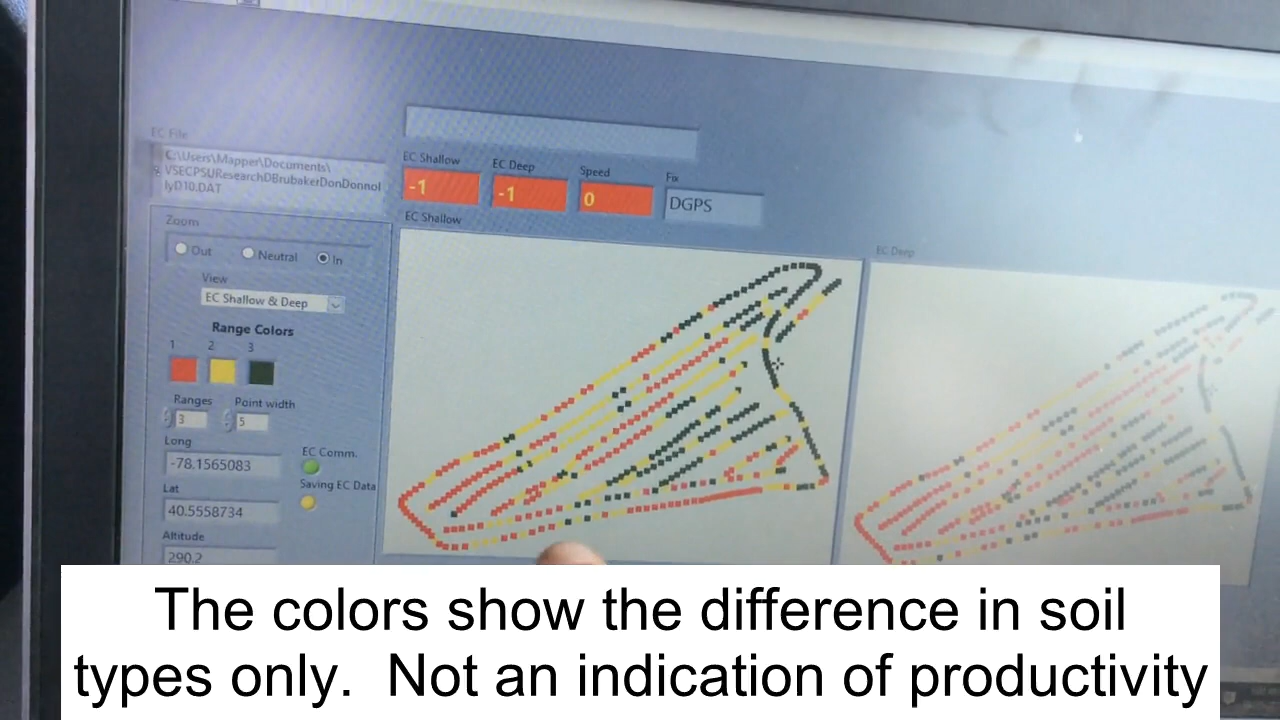 EC File
C:\Users\Mapper\Documents\
VSECPSUResearchDBrubakerDonDonnol
lyD10.DAT
EC Shallow
-1
EC Deep
-1
Speed
0
Fix
DGPS
Zoom
Out
Neutral
In
View
EC Shallow & Deep
Range Colors
1 2 3
Ranges
3
Point width
5
Long
-78.1565083
Lat
40.5558734
Altitude
290.2
EC Comm.
Saving EC Data
EC Shallow
EC Deep
The colors show the difference in soil
types only. Not an indication of productivity